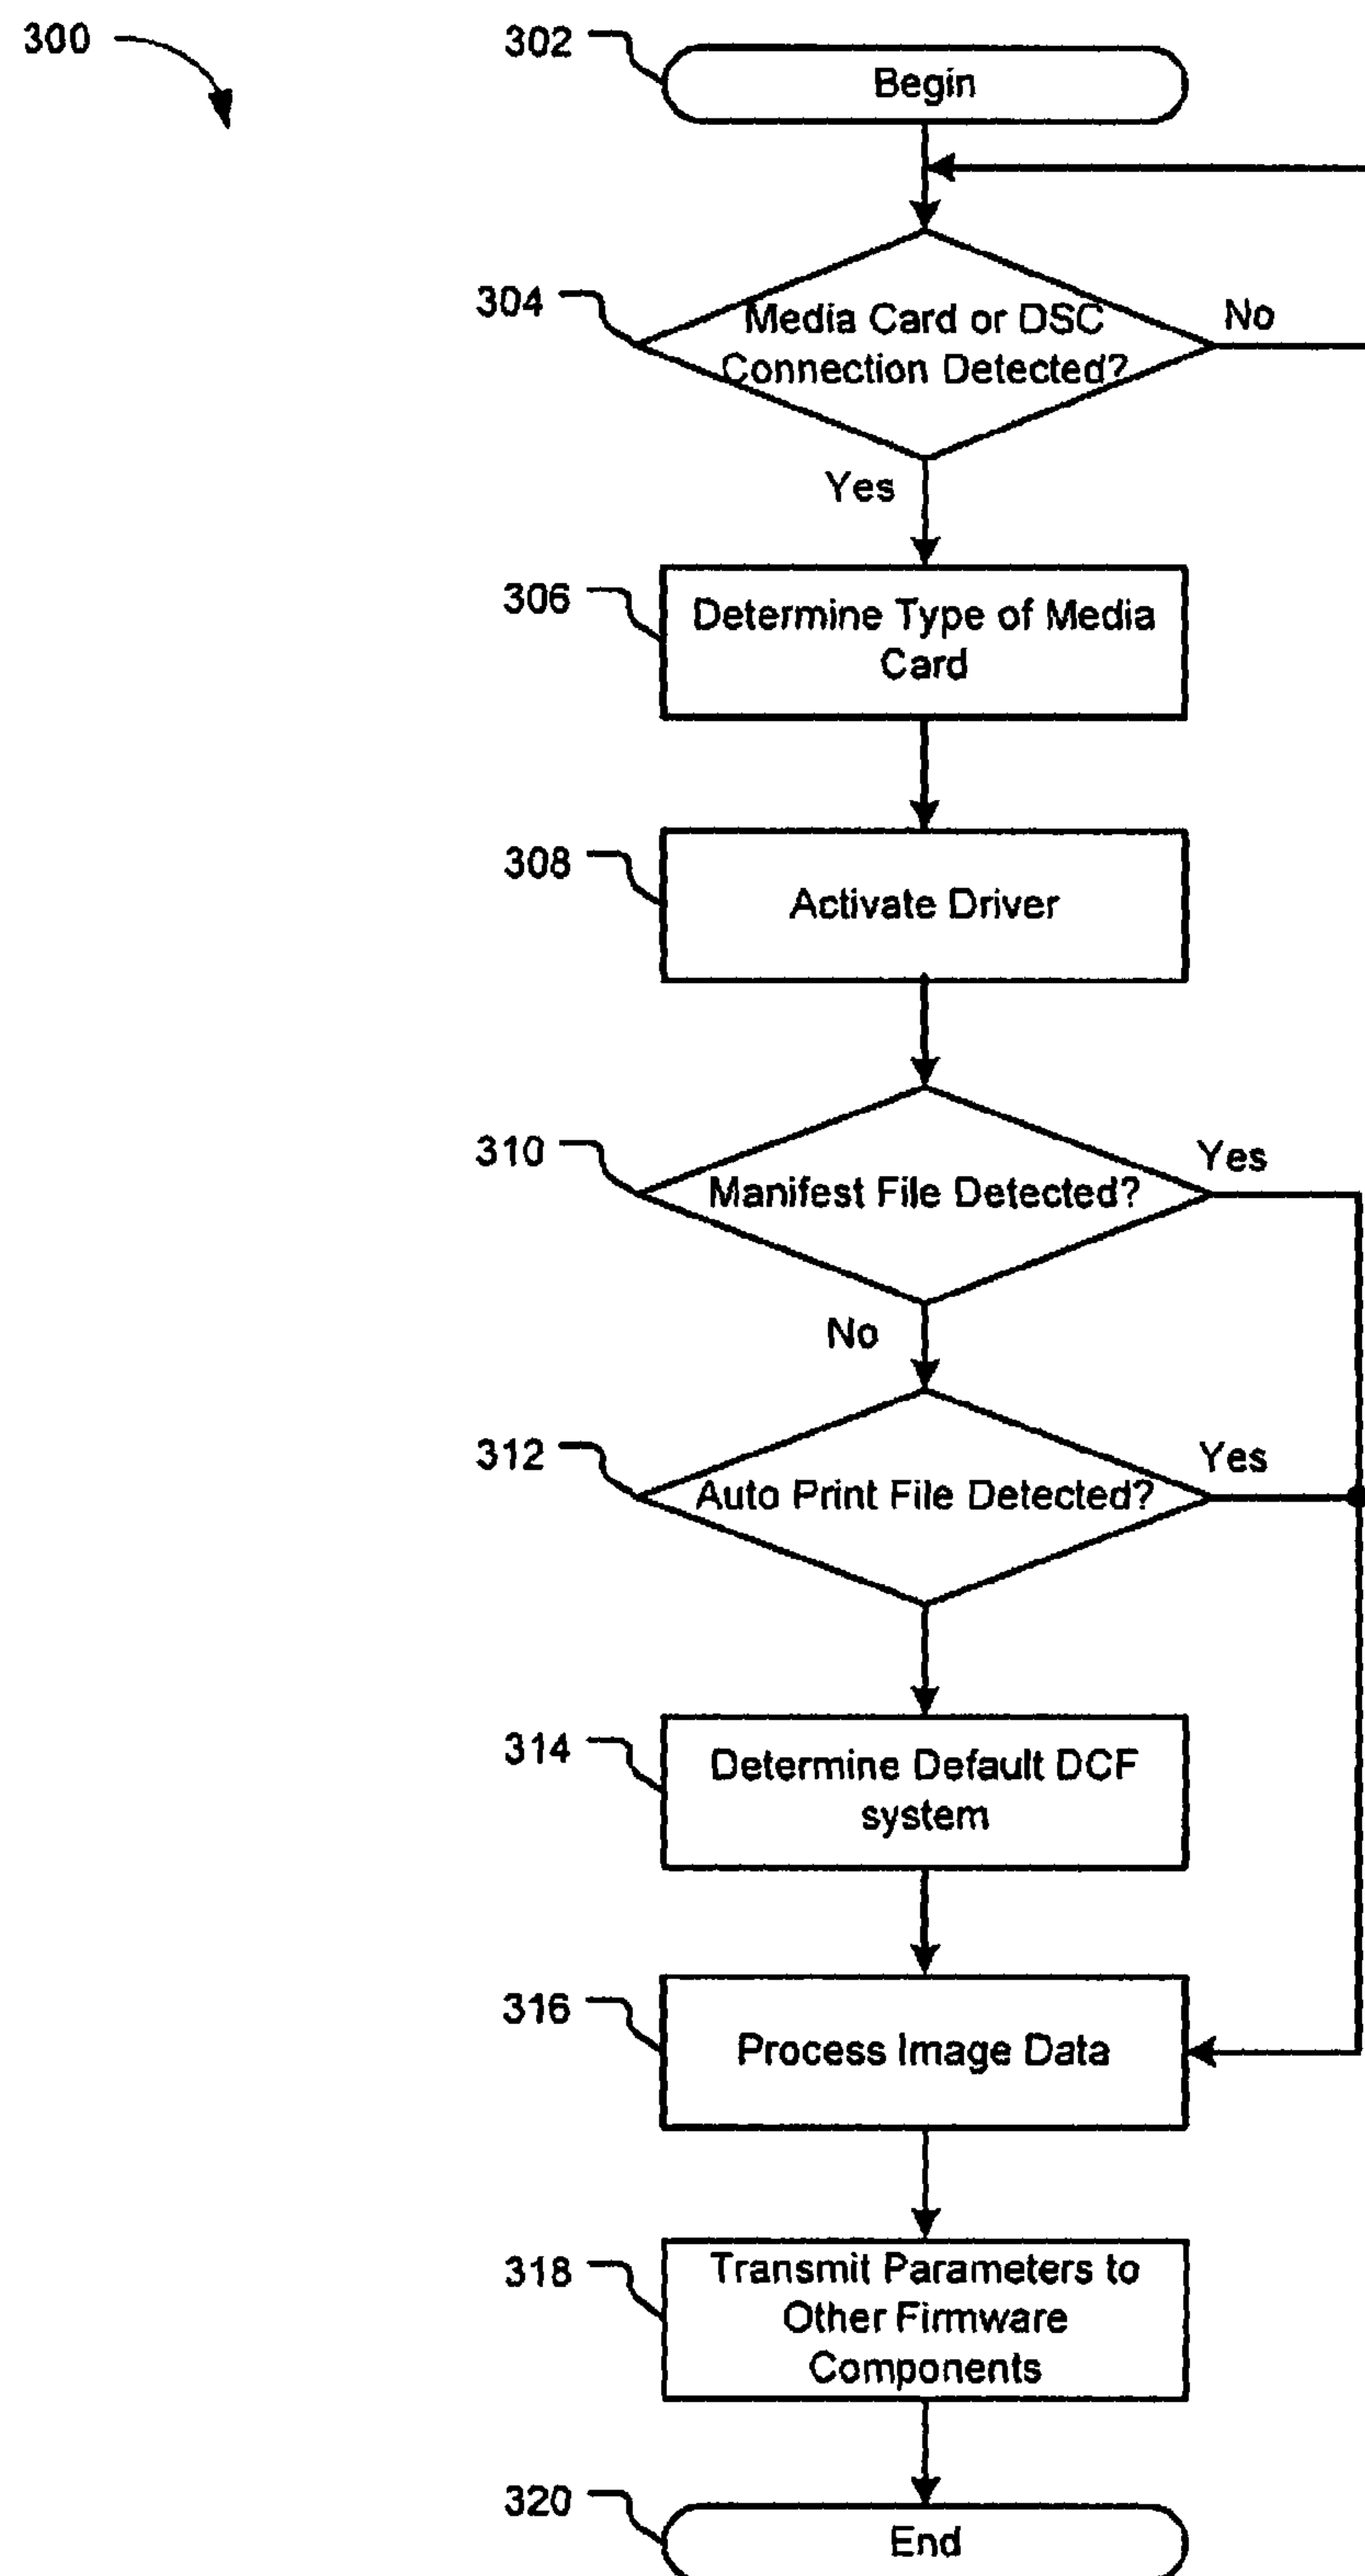 300
302
Begin
304
Media Card or DSC
Connection Detected?
No
Yes
306
Determine Type of Media
Card
308
Activate Driver
310
Manifest File Detected?
Yes
No
312
Auto Print File Detected?
Yes
314
Determine Default DCF
system
316
Process Image Data
318
Transmit Parameters to
Other Firmware
Components
320
End